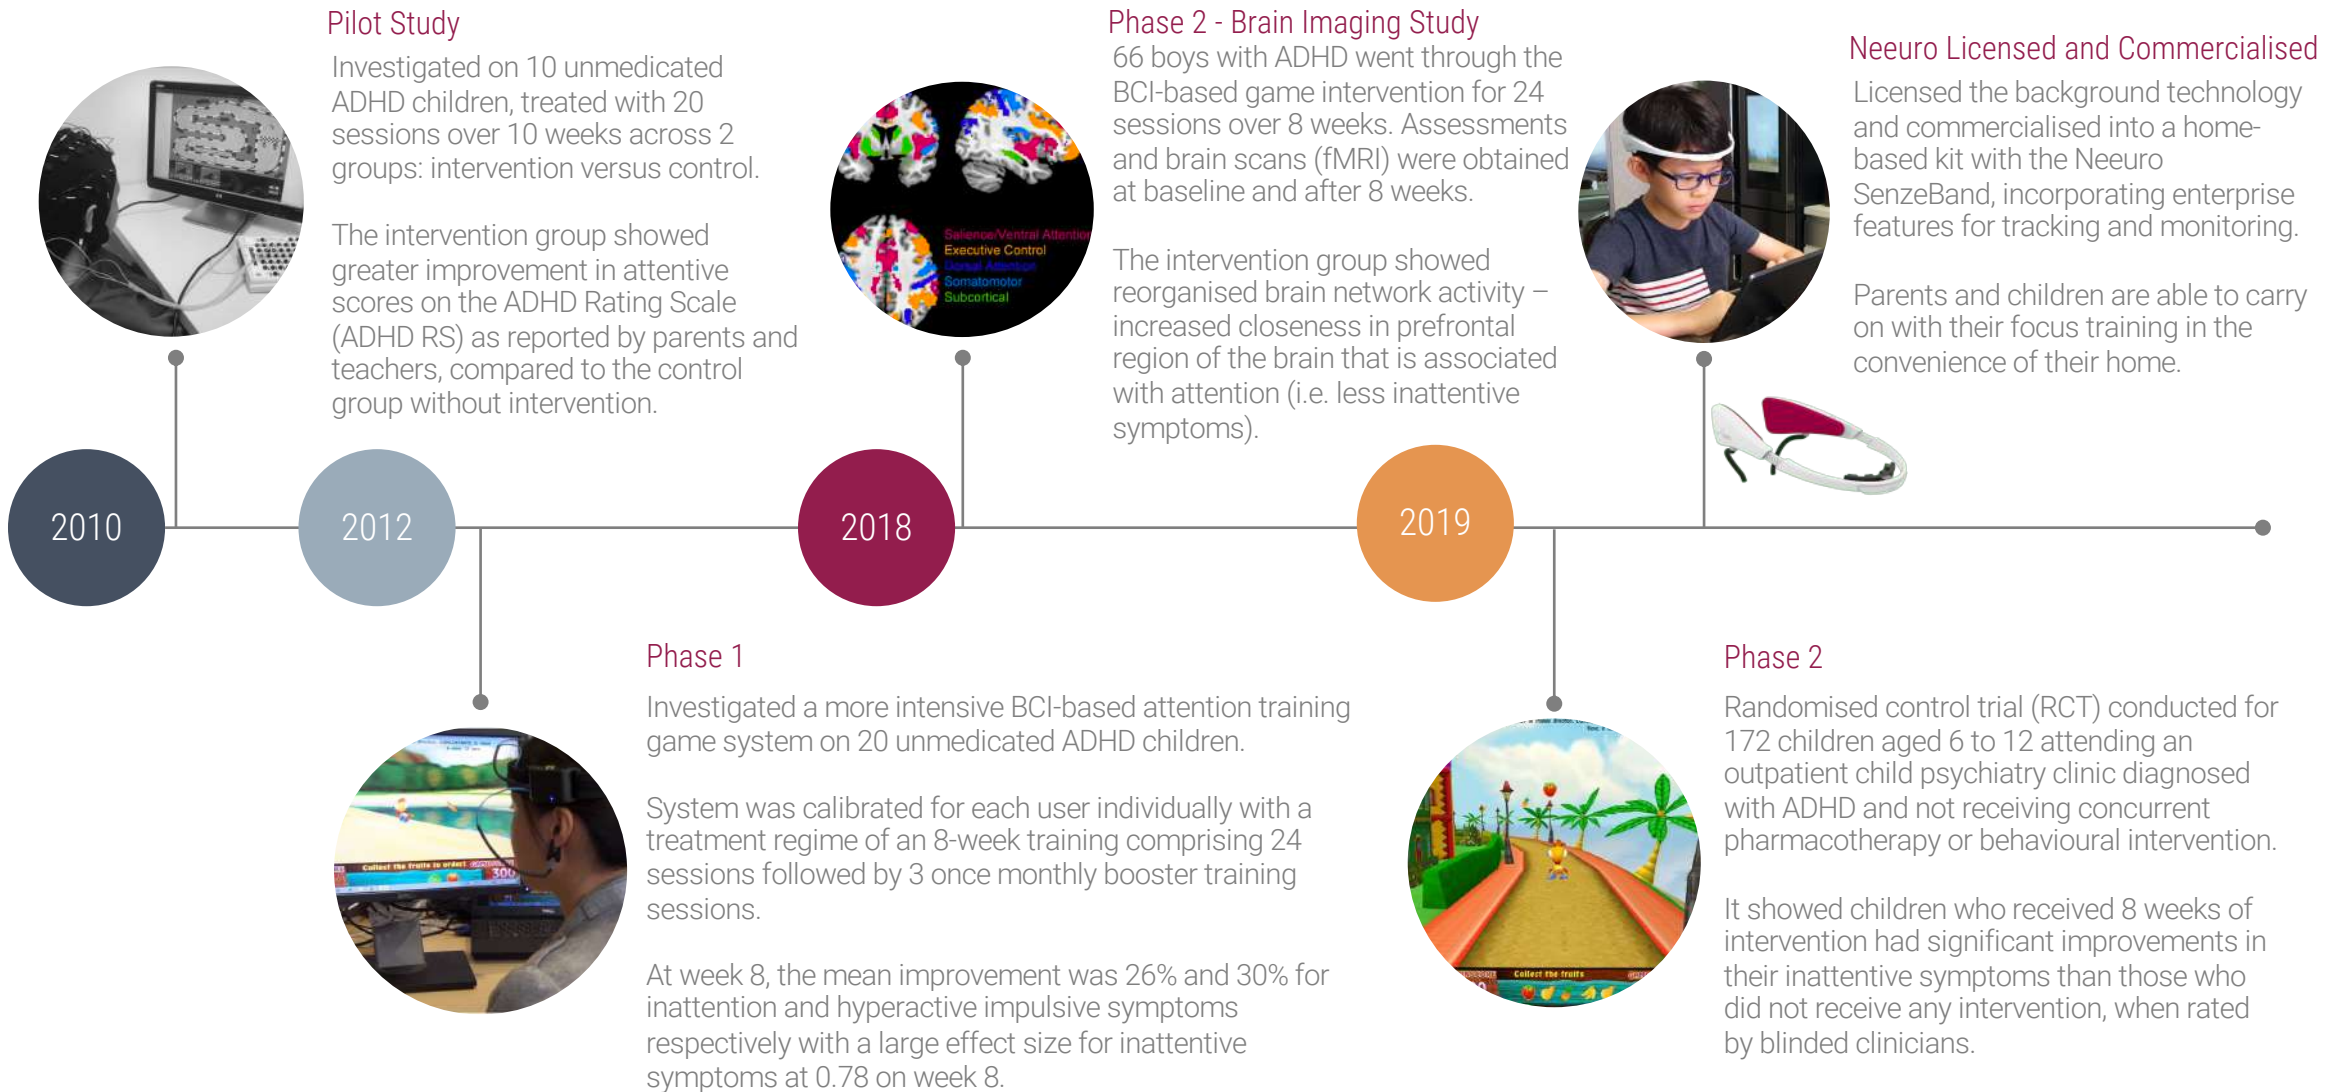 Pilot Study
Investigated on 10 unmedicated
ADHD children, treated with 20
sessions over 10 weeks across 2
groups: intervention versus control.
The intervention group showed
greater improvement in attentive
scores on the ADHD Rating Scale
(ADHD RS) as reported by parents and
teachers, compared to the control
group without intervention.
Phase 2 - Brain Imaging Study
66 boys with ADHD went through the
BCI-based game intervention for 24
sessions over 8 weeks. Assessments
and brain scans (fMRI) were obtained
at baseline and after 8 weeks.
The intervention group showed
reorganised brain network activity –
increased closeness in prefrontal
region of the brain that is associated
with attention (i.e. less inattentive
symptoms).
Salience/Ventral Attention
Executive Control
Dorsal Attention
Somatomotor
Subcortical
Neeuro Licensed and Commercialised
Licensed the background technology
and commercialised into a home-
based kit with the Neeuro
SenzeBand, incorporating enterprise
features for tracking and monitoring.
Parents and children are able to carry
on with their focus training in the
convenience of their home.
2010
2012
2018
2019
Phase 1
Investigated a more intensive BCI-based attention training
game system on 20 unmedicated ADHD children.
System was calibrated for each user individually with a
treatment regime of an 8-week training comprising 24
sessions followed by 3 once monthly booster training
sessions.
At week 8, the mean improvement was 26% and 30% for
inattention and hyperactive impulsive symptoms
respectively with a large effect size for inattentive
symptoms at 0.78 on week 8.
Collect the fruits in order!
300
Phase 2
Randomised control trial (RCT) conducted for
172 children aged 6 to 12 attending an
outpatient child psychiatry clinic diagnosed
with ADHD and not receiving concurrent
pharmacotherapy or behavioural intervention.
It showed children who received 8 weeks of
intervention had significant improvements in
their inattentive symptoms than those who
did not receive any intervention, when rated
by blinded clinicians.
Collect the fruits